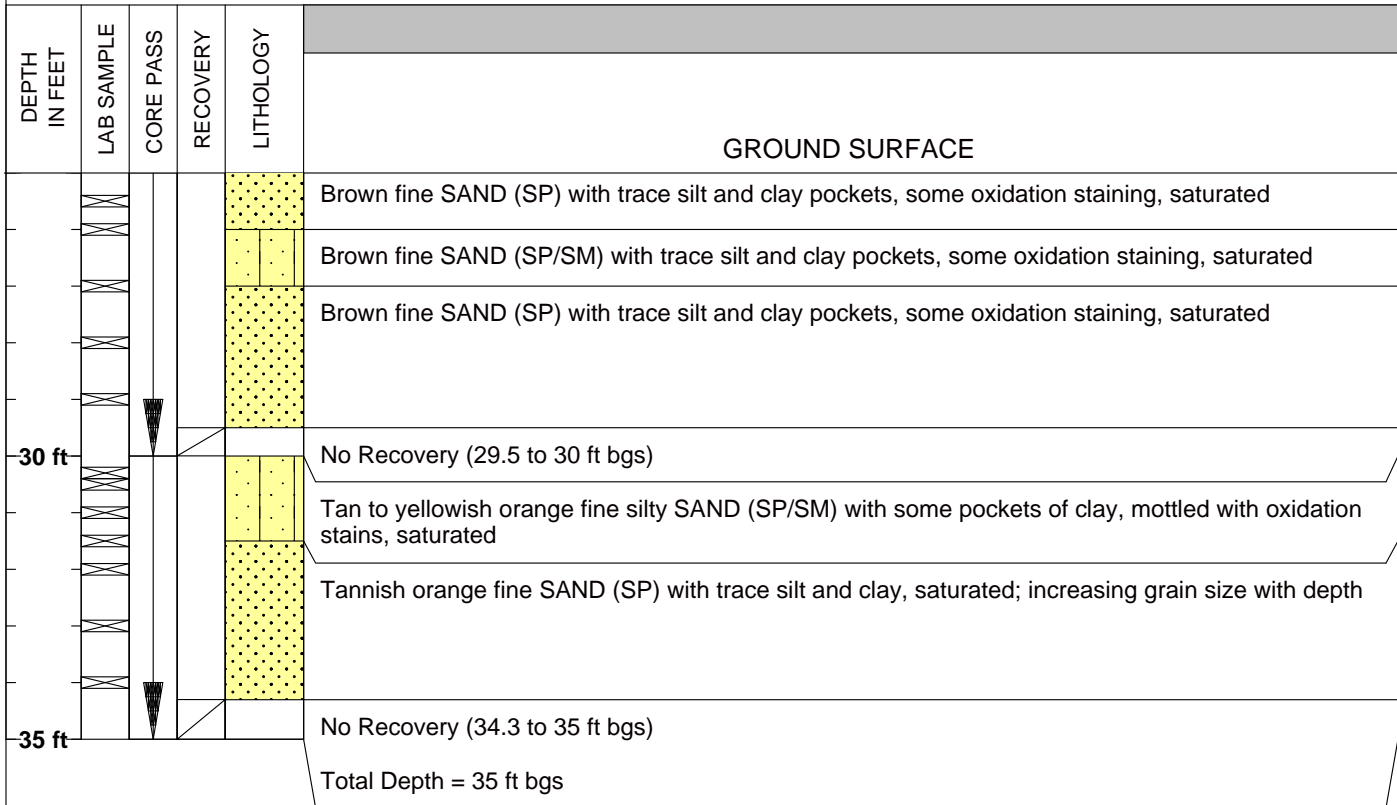 DEPTH
IN FEET
LAB SAMPLE
CORE PASS
RECOVERY
LITHOLOGY
GROUND SURFACE
Brown fine SAND (SP) with trace silt and clay pockets, some oxidation staining, saturated
Brown fine SAND (SP/SM) with trace silt and clay pockets, some oxidation staining, saturated
Brown fine SAND (SP) with trace silt and clay pockets, some oxidation staining, saturated
30 ft
No Recovery (29.5 to 30 ft bgs)
Tan to yellowish orange fine silty SAND (SP/SM) with some pockets of clay, mottled with oxidation
stains, saturated
Tannish orange fine SAND (SP) with trace silt and clay, saturated; increasing grain size with depth
No Recovery (34.3 to 35 ft bgs)
35 ft
Total Depth = 35 ft bgs